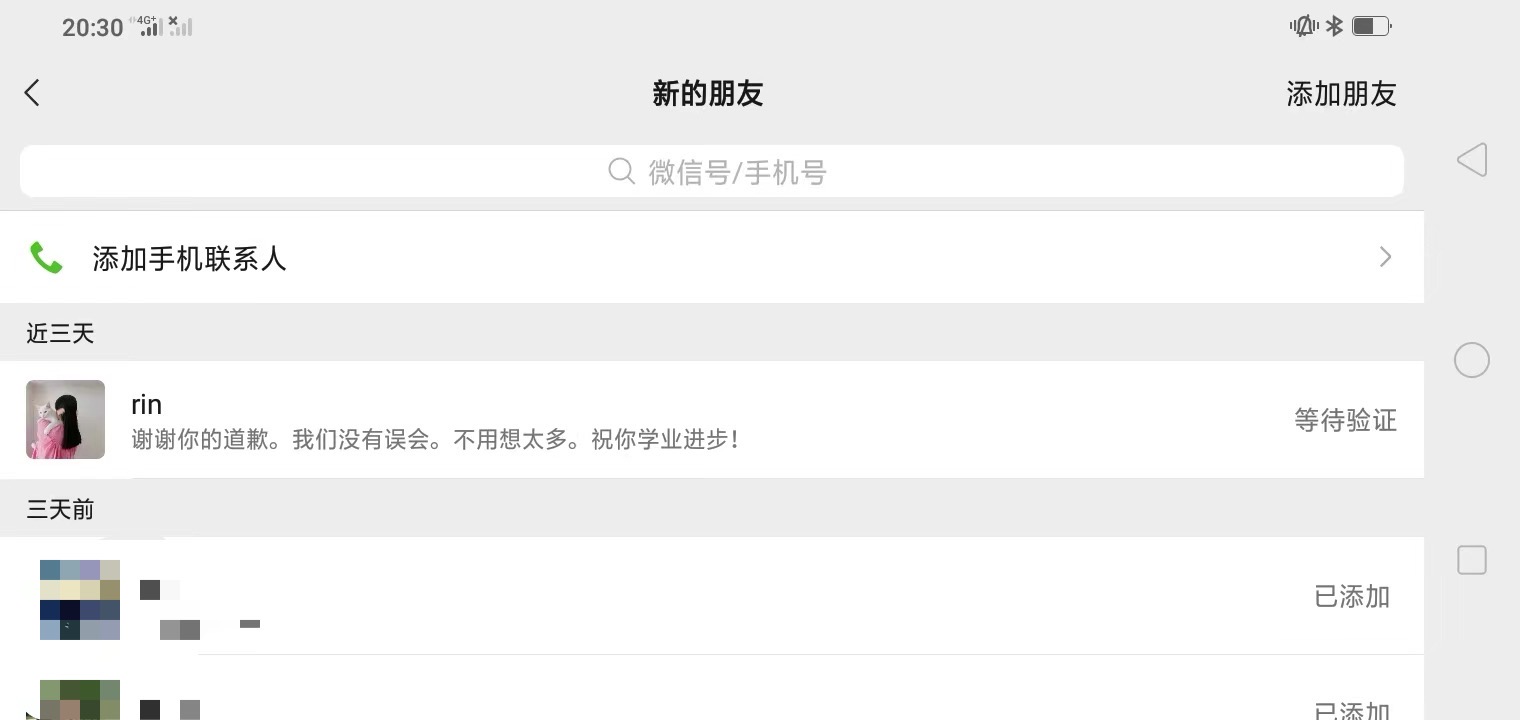 20:30 4G+
新的朋友
添加朋友
微信号/手机号
添加手机联系人
近三天
rin
谢谢你的道歉。我们没有误会。不用想太多。祝你学业进步！
等待验证
三天前
已添加
已添加